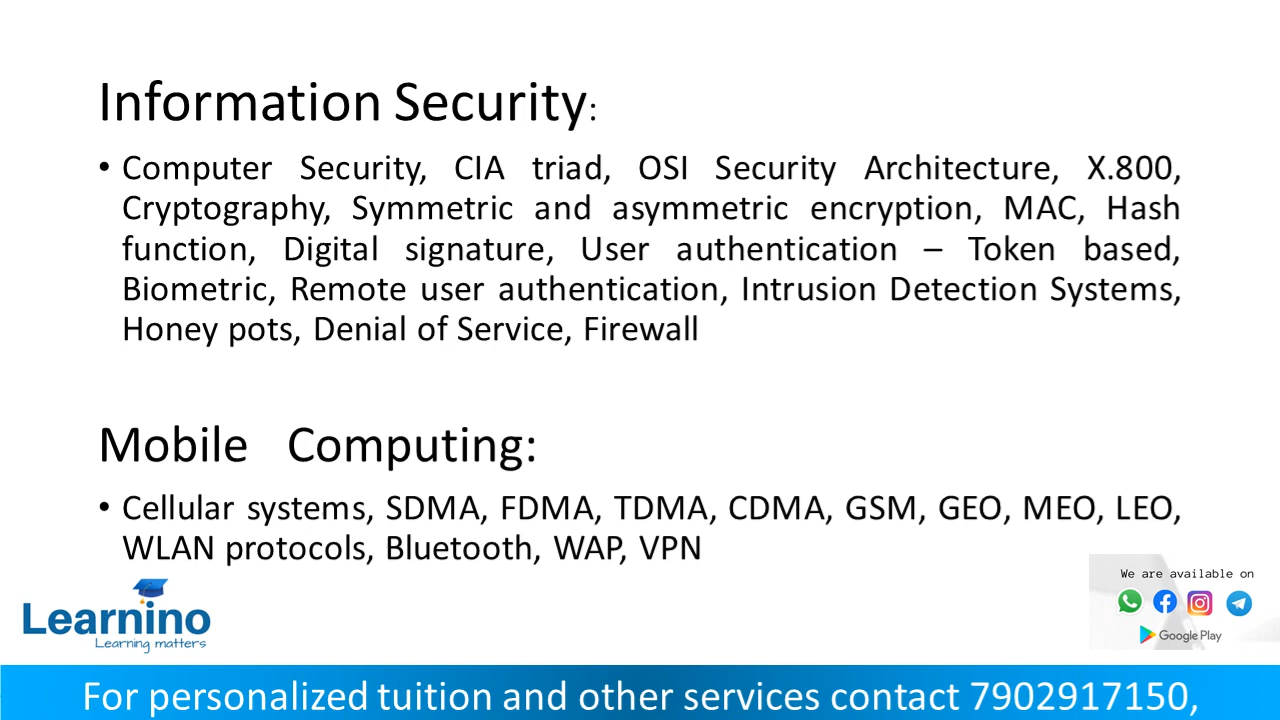 Information Security:
• Computer Security, CIA triad, OSI Security Architecture, X.800,
Cryptography, Symmetric and asymmetric encryption, MAC, Hash
function, Digital signature, User authentication – Token based,
Biometric, Remote user authentication, Intrusion Detection Systems,
Honey pots, Denial of Service, Firewall
Mobile Computing:
• Cellular systems, SDMA, FDMA, TDMA, CDMA, GSM, GEO, MEO, LEO,
WLAN protocols, Bluetooth, WAP, VPN
We are available on
Google Play
Learnino
Learning matters
For personalized tuition and other services contact 7902917150,